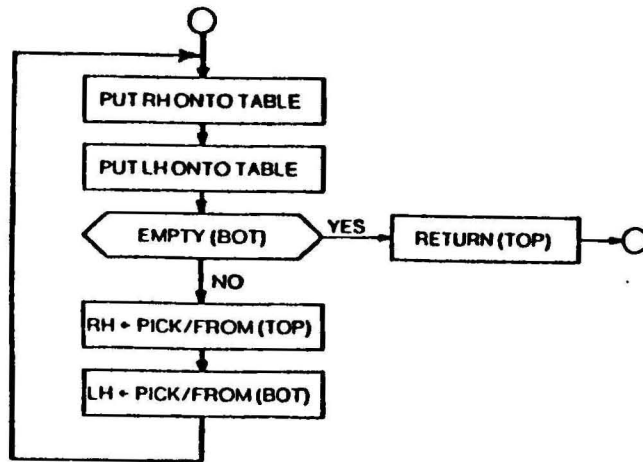 PUT RH ONTO TABLE
PUT LH ONTO TABLE
EMPTY (BOT)
YES
RETURN (TOP)
NO
RH ← PICK/FROM (TOP)
LH ← PICK/FROM (BOT)